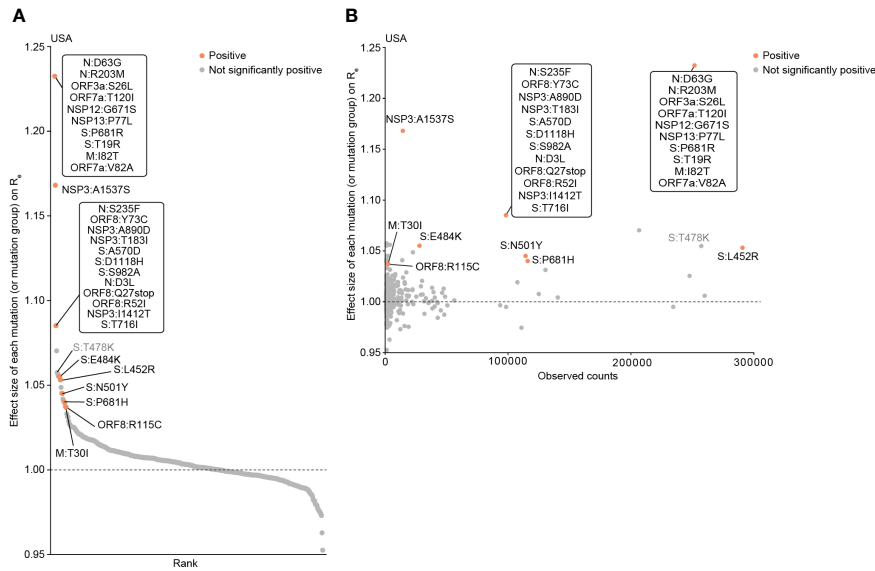 A
USA
1.25
1.20
1.15
1.10
1.05
1.00
0.95
Effect size of each mutation (or mutation group) on Re
Rank
Positive
Not significantly positive
N:D63G
N:R203M
ORF3a:S26L
ORF7a:T120I
NSP12:G671S
NSP13:P77L
S:P681R
S:T19R
M:I82T
ORF7a:V82A
NSP3:A1537S
N:S235F
ORF8:Y73C
NSP3:A890D
NSP3:T183I
S:A570D
S:D1118H
S:S982A
N:D3L
ORF8:Q27stop
ORF8:R52I
NSP3:I1412T
S:T716I
S:T478K
S:E484K
S:L452R
S:N501Y
S:P681H
ORF8:R115C
M:T30I
B
USA
1.25
1.20
1.15
1.10
1.05
1.00
0.95
Effect size of each mutation (or mutation group) on Re
0
100000
200000
300000
Observed counts
Positive
Not significantly positive
NSP3:A1537S
N:S235F
ORF8:Y73C
NSP3:A890D
NSP3:T183I
S:A570D
S:D1118H
S:S982A
N:D3L
ORF8:Q27stop
ORF8:R52I
NSP3:I1412T
S:T716I
N:D63G
N:R203M
ORF3a:S26L
ORF7a:T120I
NSP12:G671S
NSP13:P77L
S:P681R
S:T19R
M:I82T
ORF7a:V82A
M:T30I
S:E484K
ORF8:R115C
S:N501Y
S:P681H
S:T478K
S:L452R